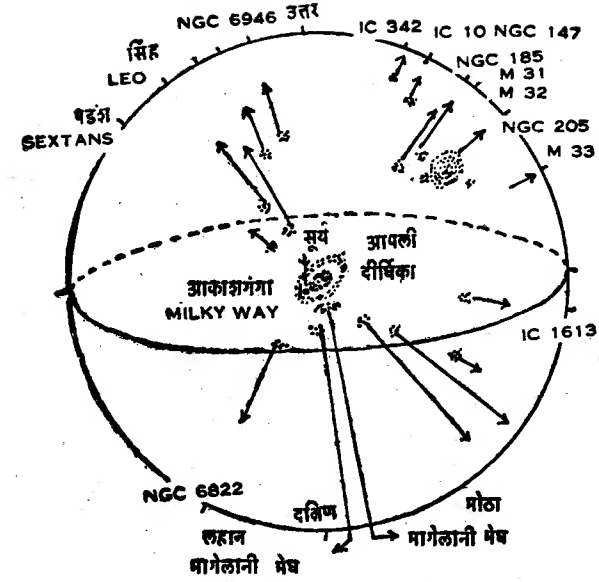 NGC 6946 उत्तर
IC 342
IC 10 NGC 147
सिंह
LEO
NGC 185
M 31
M 32
षडंश
SEXTANS
NGC 205
M 33
सूर्य
आपली
दीर्घिका
आकाशगंगा
MILKY WAY
IC 1613
NGC 6822
दक्षिण
मोठा
मागेलानी मेघ
लहान
मागेलानी मेघ